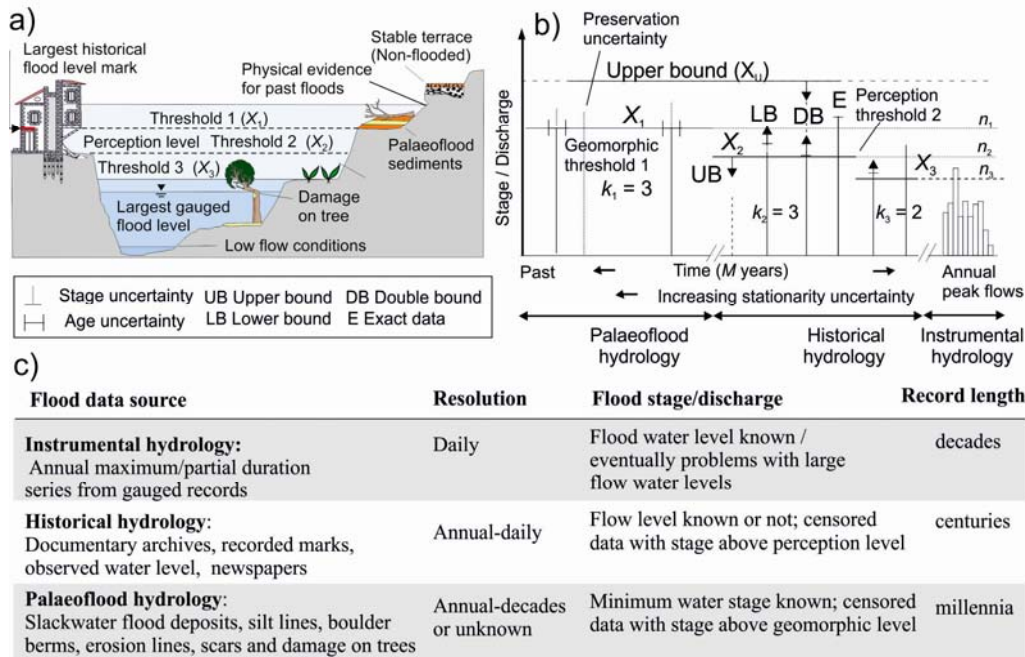 a)
Largest historical
flood level mark
Stable terrace
(Non-flooded)
Physical evidence
for past floods
Threshold 1 (X₁)
Perception level Threshold 2 (X₂)
Threshold 3 (X₃)
Palaeoflood
sediments
Largest gauged
flood level
Damage
on tree
Low flow conditions
Stage uncertainty UB Upper bound DB Double bound
Age uncertainty LB Lower bound E Exact data
b)
Preservation
uncertainty
Upper bound (X_U)
E
LB DB
Perception
threshold 2
X₁
n₁
Geomorphic
threshold 1
X₂
n₂
UB
X₃
n₃
k₁ = 3
k₂ = 3
k₃ = 2
Stage / Discharge
Past
Time (M years)
Annual
peak flows
Increasing stationarity uncertainty
Palaeoflood
hydrology
Historical
hydrology
Instrumental
hydrology
c)
Flood data source Resolution Flood stage/discharge Record length
Instrumental hydrology:
Annual maximum/partial duration
series from gauged records
Daily
Flood water level known /
eventually problems with large
flow water levels
decades
Historical hydrology:
Documentary archives, recorded marks,
observed water level, newspapers
Annual-daily
Flow level known or not; censored
data with stage above perception level
centuries
Palaeoflood hydrology:
Slackwater flood deposits, silt lines, boulder
berms, erosion lines, scars and damage on trees
Annual-decades
or unknown
Minimum water stage known; censored
data with stage above geomorphic level
millennia